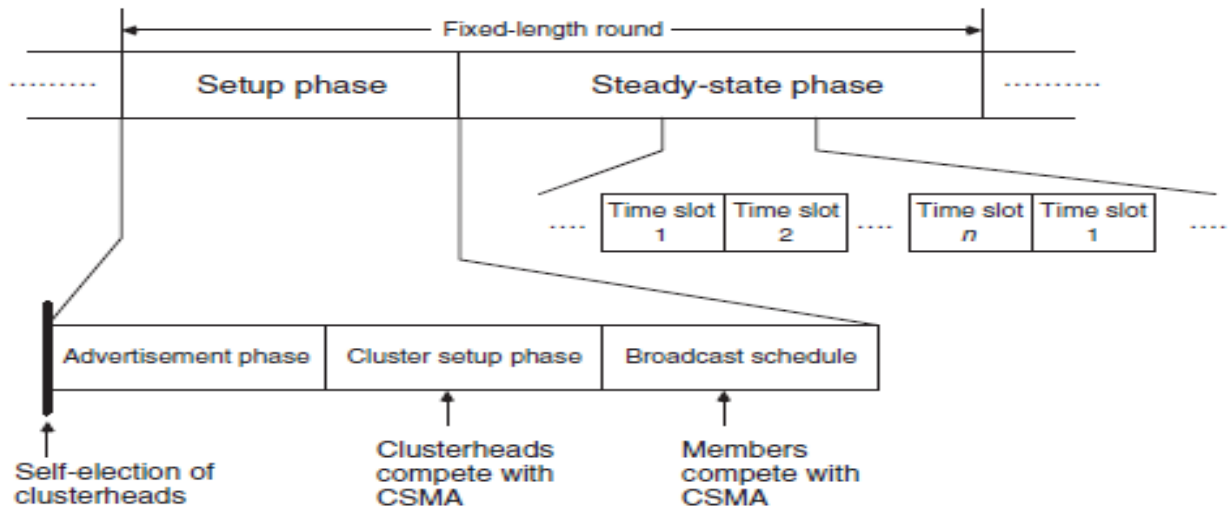 Fixed-length round
Setup phase
Steady-state phase
Time slot
1
Time slot
2
Time slot
n
Time slot
1
Advertisement phase
Cluster setup phase
Broadcast schedule
Self-election of
clusterheads
Clusterheads
compete with
CSMA
Members
compete with
CSMA